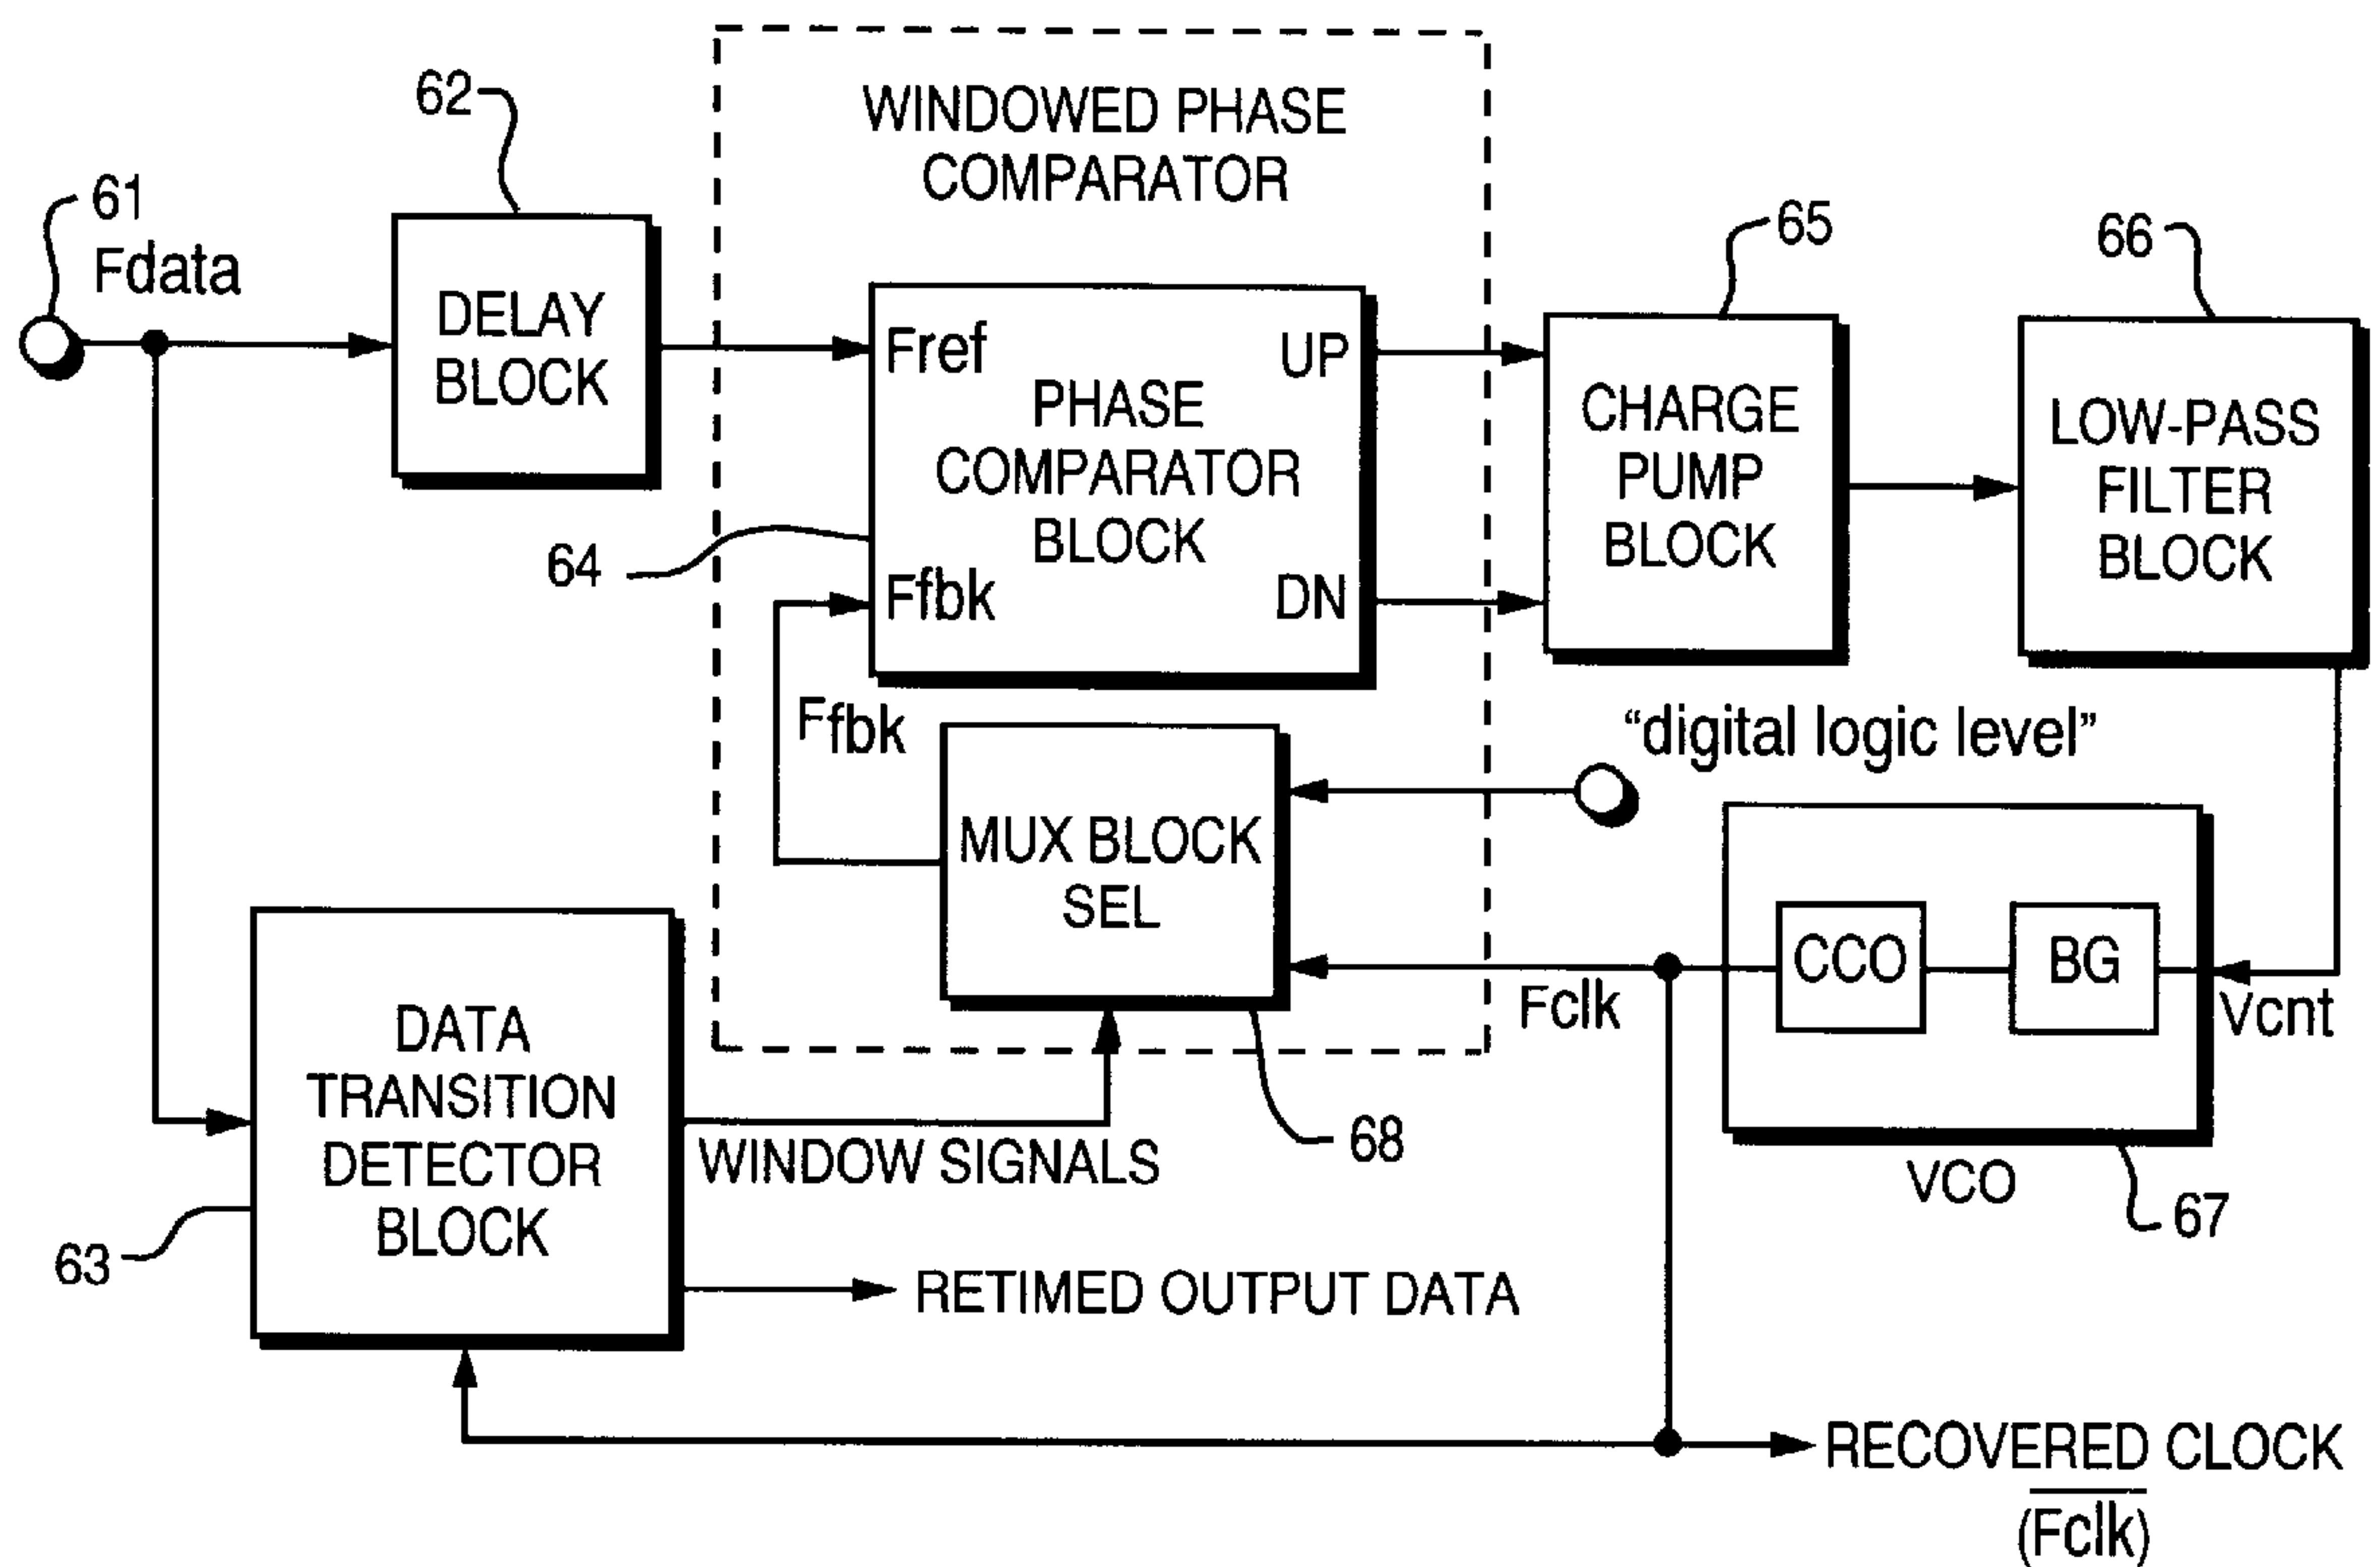 61
Fdata
62
DELAY
BLOCK
WINDOWED PHASE
COMPARATOR
Fref
UP
PHASE
COMPARATOR
BLOCK
64
Ffbk
DN
65
CHARGE
PUMP
BLOCK
66
LOW-PASS
FILTER
BLOCK
Ffbk
"digital logic level"
MUX BLOCK
SEL
CCO
BG
Fclk
Vcnt
DATA
TRANSITION
DETECTOR
BLOCK
63
WINDOW SIGNALS
68
VCO
67
RETIMED OUTPUT DATA
RECOVERED CLOCK
(F̅c̅l̅k̅)